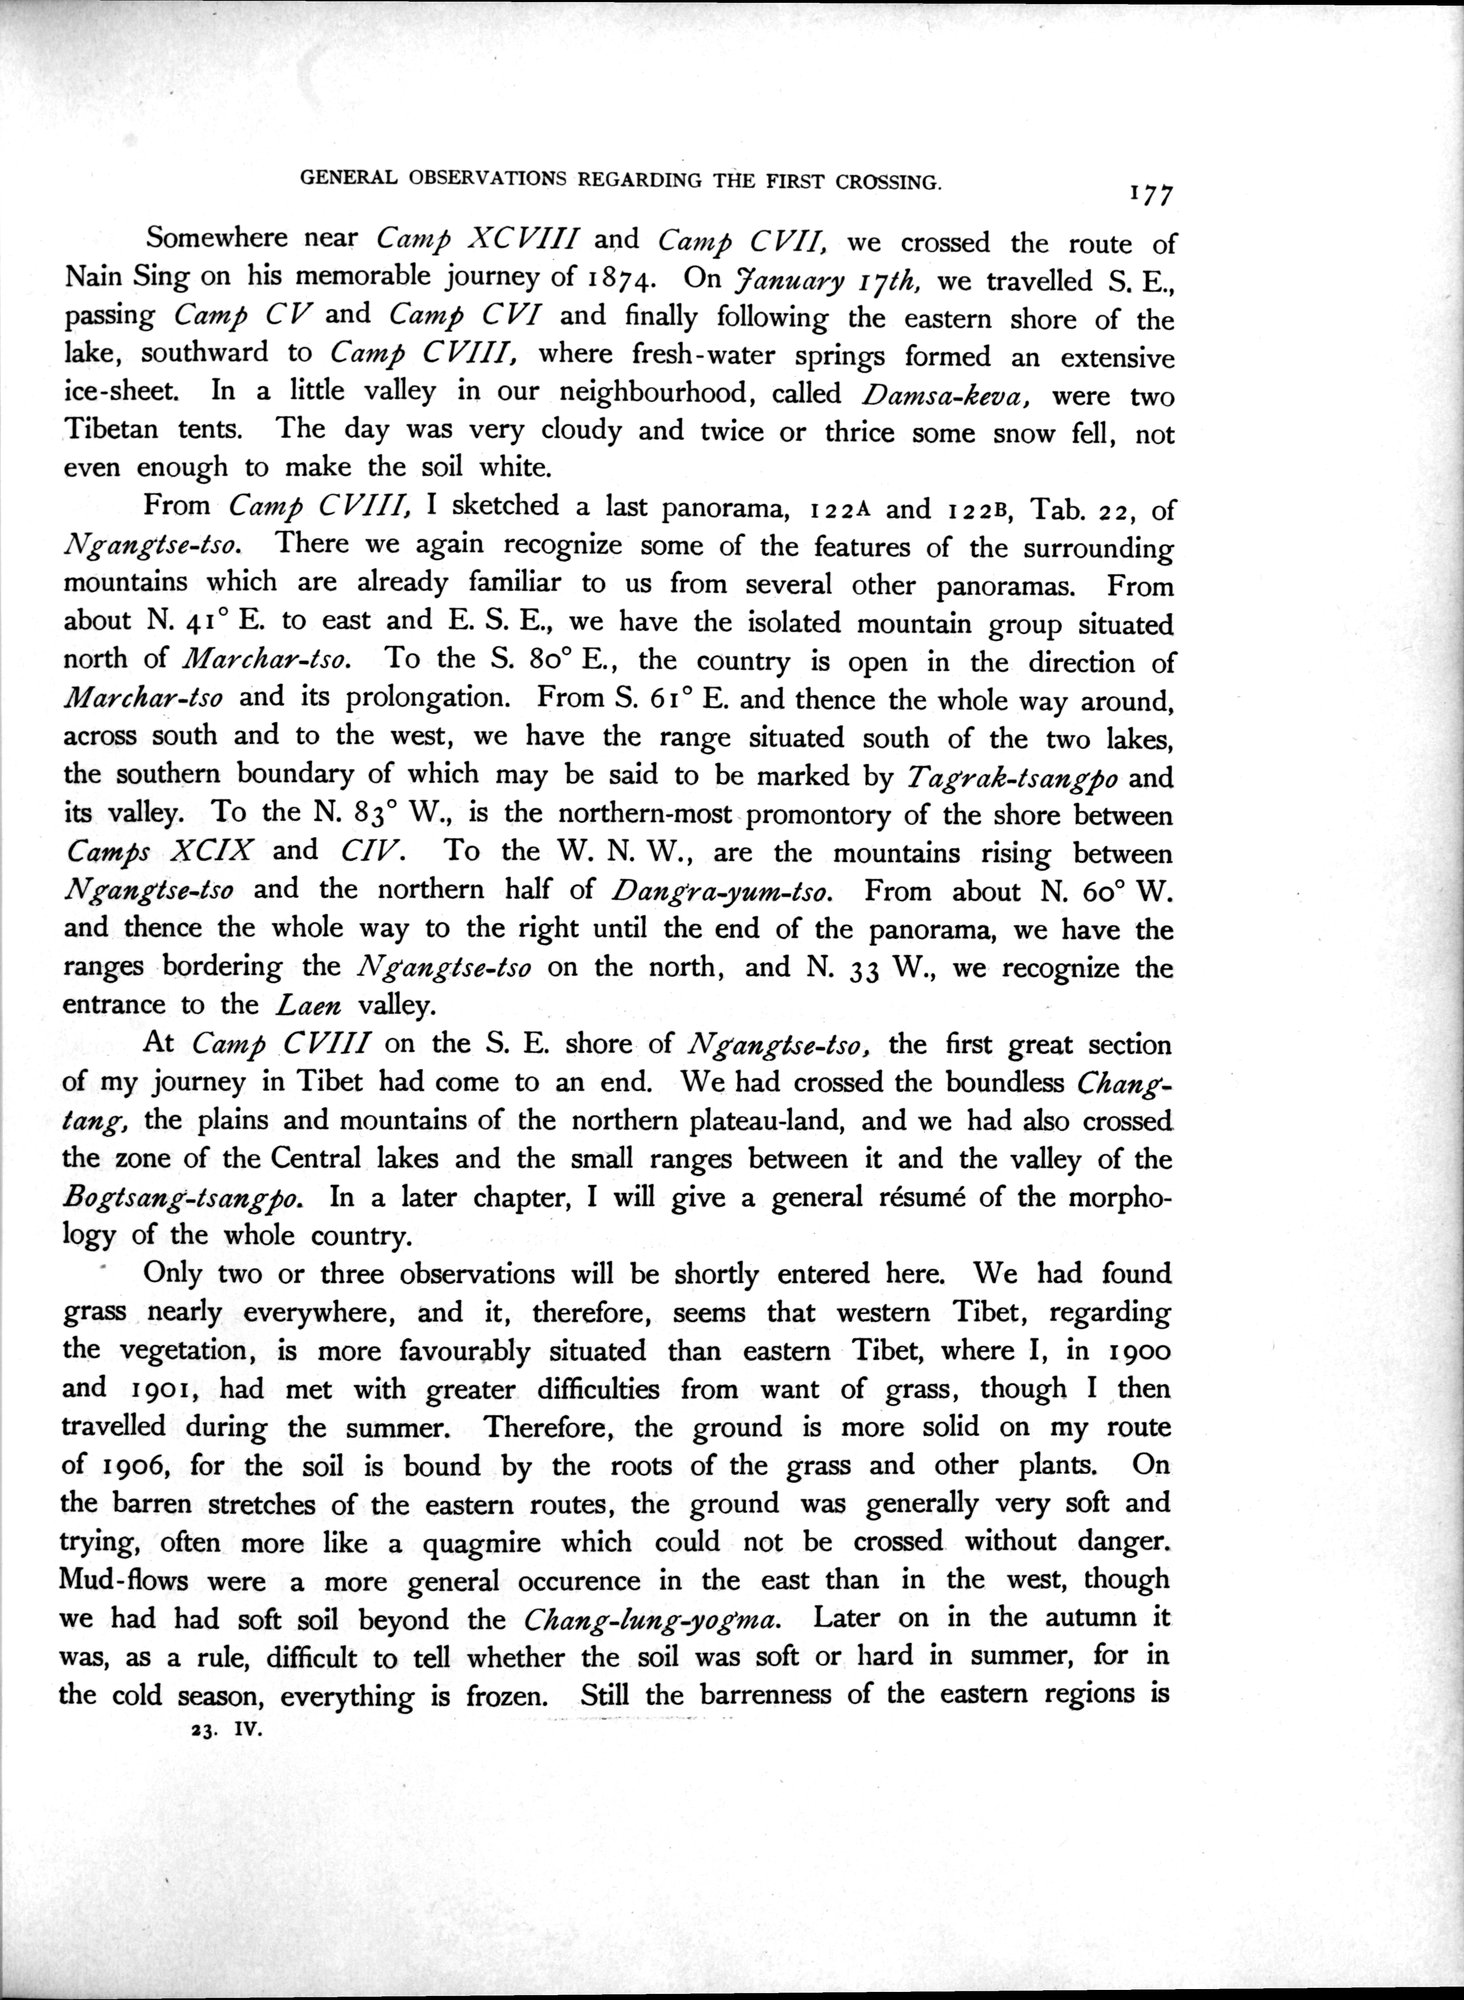 GENERAL OBSERVATIONS REGARDING THE FIRST CROSSING.
177
Somewhere near Camp XCVIII and Camp CVII, we crossed the route of
Nain Sing on his memorable journey of 1874. On January 17th, we travelled S. E.,
passing Camp CV and Camp CVI and finally following the eastern shore of the
lake, southward to Camp CVIII, where fresh-water springs formed an extensive
ice-sheet. In a little valley in our neighbourhood, called Damsa-keva, were two
Tibetan tents. The day was very cloudy and twice or thrice some snow fell, not
even enough to make the soil white.
From Camp CVIII, I sketched a last panorama, 122A and 122B, Tab. 22, of
Ngangtse-tso. There we again recognize some of the features of the surrounding
mountains which are already familiar to us from several other panoramas. From
about N. 41° E. to east and E. S. E., we have the isolated mountain group situated
north of Marchar-tso. To the S. 80° E., the country is open in the direction of
Marchar-tso and its prolongation. From S. 61° E. and thence the whole way around,
across south and to the west, we have the range situated south of the two lakes,
the southern boundary of which may be said to be marked by Tagrak-tsangpo and
its valley. To the N. 83° W., is the northern-most promontory of the shore between
Camps XCIX and CIV. To the W. N. W., are the mountains rising between
Ngangtse-tso and the northern half of Dangra-yum-tso. From about N. 60° W.
and thence the whole way to the right until the end of the panorama, we have the
ranges bordering the Ngangtse-tso on the north, and N. 33 W., we recognize the
entrance to the Laen valley.
At Camp CVIII on the S. E. shore of Ngangtse-tso, the first great section
of my journey in Tibet had come to an end. We had crossed the boundless Chang-
tang, the plains and mountains of the northern plateau-land, and we had also crossed
the zone of the Central lakes and the small ranges between it and the valley of the
Bogtsang-tsangpo. In a later chapter, I will give a general résumé of the morpho-
logy of the whole country.
Only two or three observations will be shortly entered here. We had found
grass nearly everywhere, and it, therefore, seems that western Tibet, regarding
the vegetation, is more favourably situated than eastern Tibet, where I, in 1900
and 1901, had met with greater difficulties from want of grass, though I then
travelled during the summer. Therefore, the ground is more solid on my route
of 1906, for the soil is bound by the roots of the grass and other plants. On
the barren stretches of the eastern routes, the ground was generally very soft and
trying, often more like a quagmire which could not be crossed without danger.
Mud-flows were a more general occurence in the east than in the west, though
we had had soft soil beyond the Chang-lung-yogma. Later on in the autumn it
was, as a rule, difficult to tell whether the soil was soft or hard in summer, for in
the cold season, everything is frozen. Still the barrenness of the eastern regions is
23. IV.